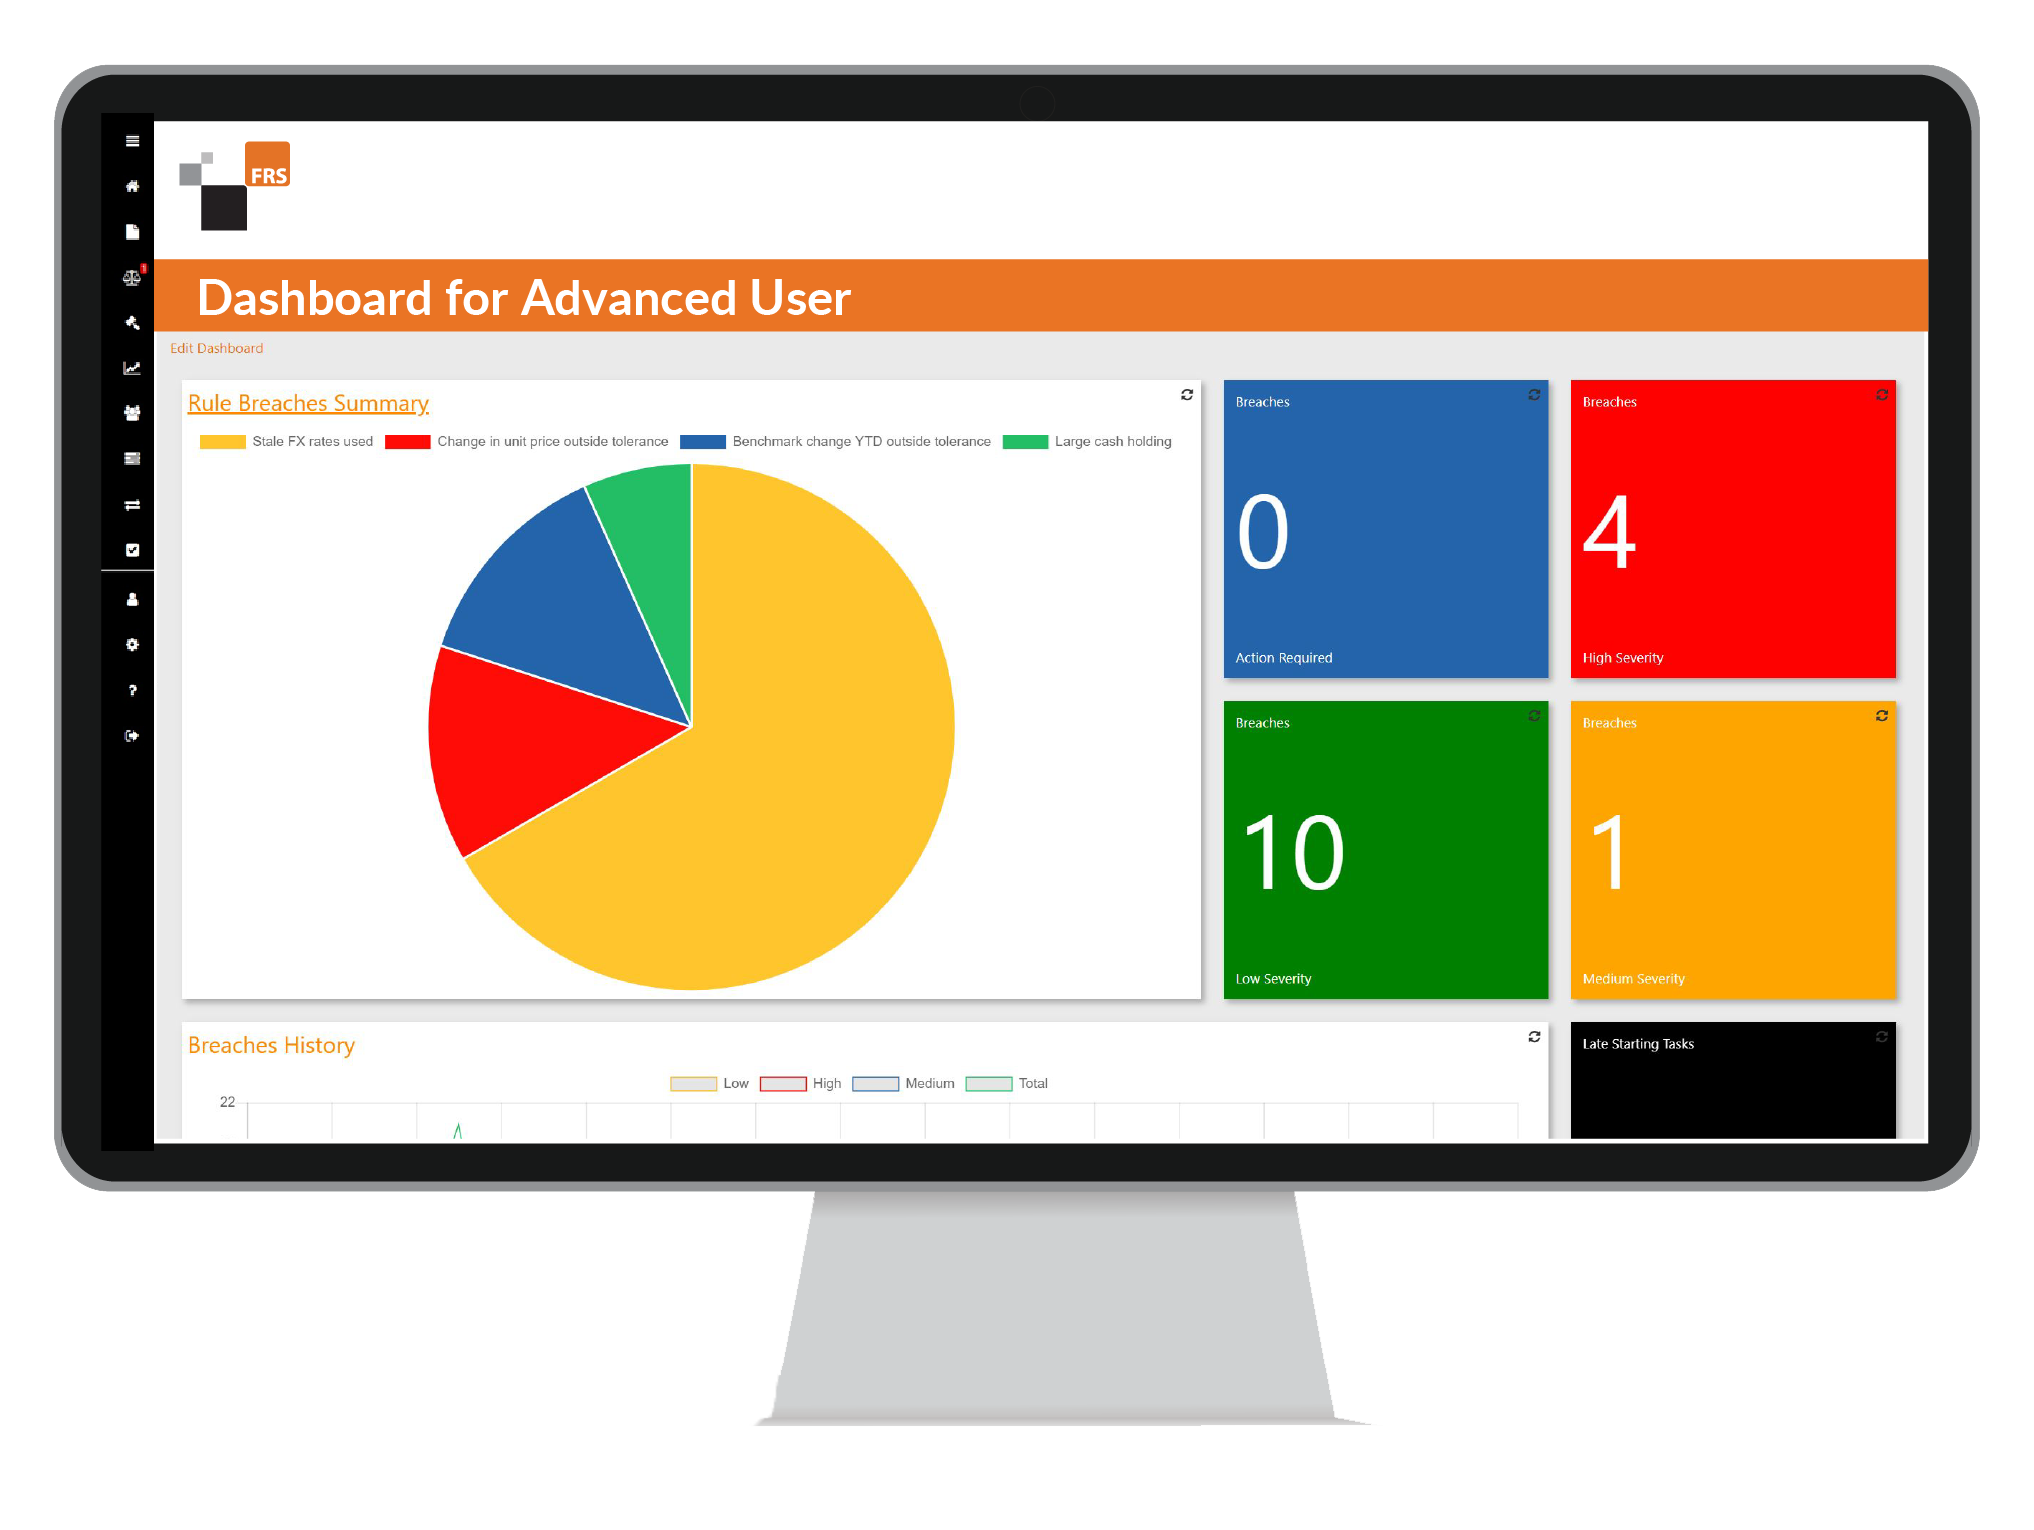 FRS
1
Dashboard for Advanced User
Edit Dashboard
Rule Breaches Summary
Stale FX rates used Change in unit price outside tolerance Benchmark change YTD outside tolerance Large cash holding
Breaches
0
Action Required
Breaches
4
High Severity
Breaches
10
Low Severity
Breaches
1
Medium Severity
Breaches History
Low High Medium Total
22
Late Starting Tasks
?